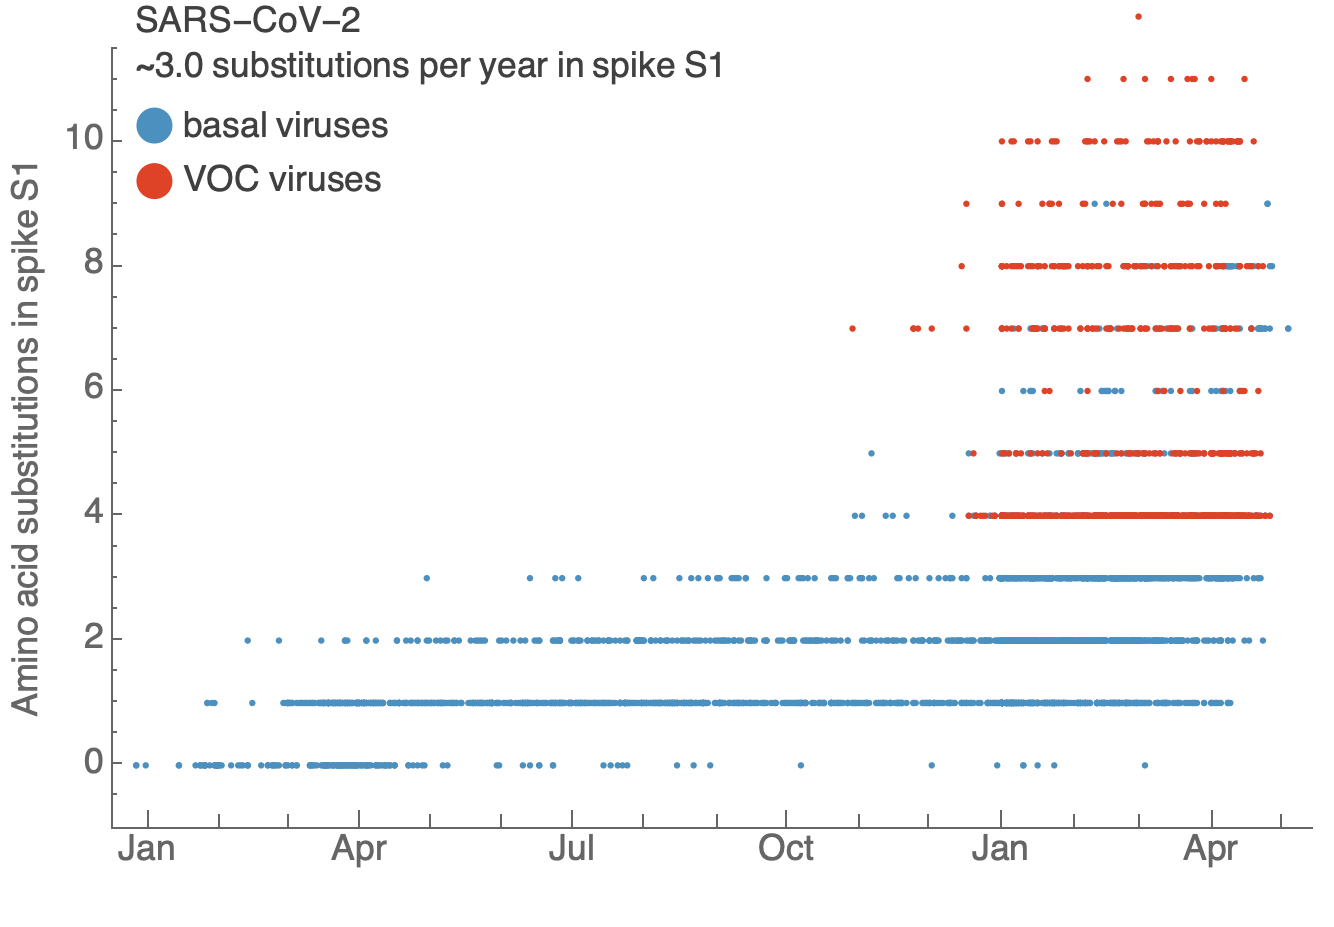 SARS−CoV−2
~3.0 substitutions per year in spike S1
basal viruses
VOC viruses
Amino acid substitutions in spike S1
10
8
6
4
2
0
Jan Apr Jul Oct Jan Apr